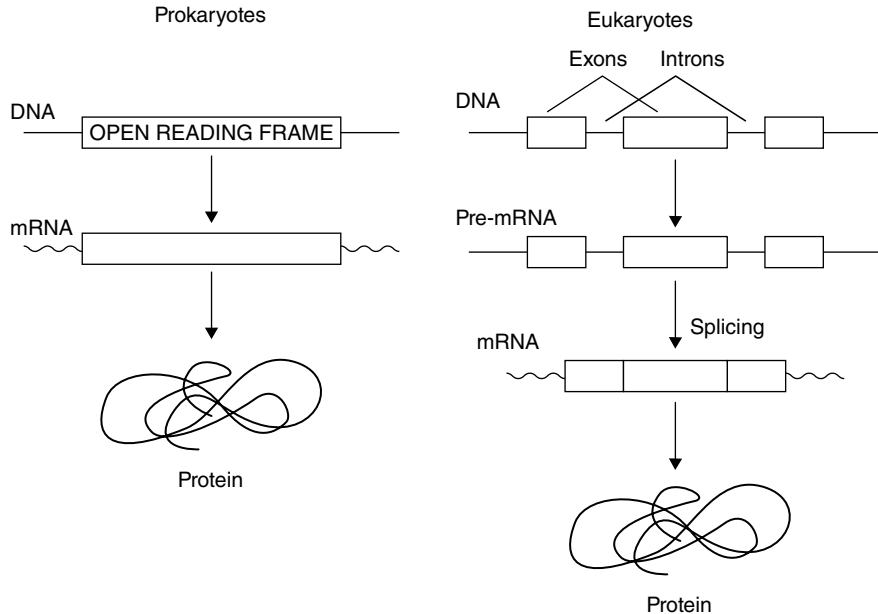 Prokaryotes
DNA
OPEN READING FRAME
mRNA
Protein
Eukaryotes
Exons Introns
DNA
Pre-mRNA
Splicing
mRNA
Protein